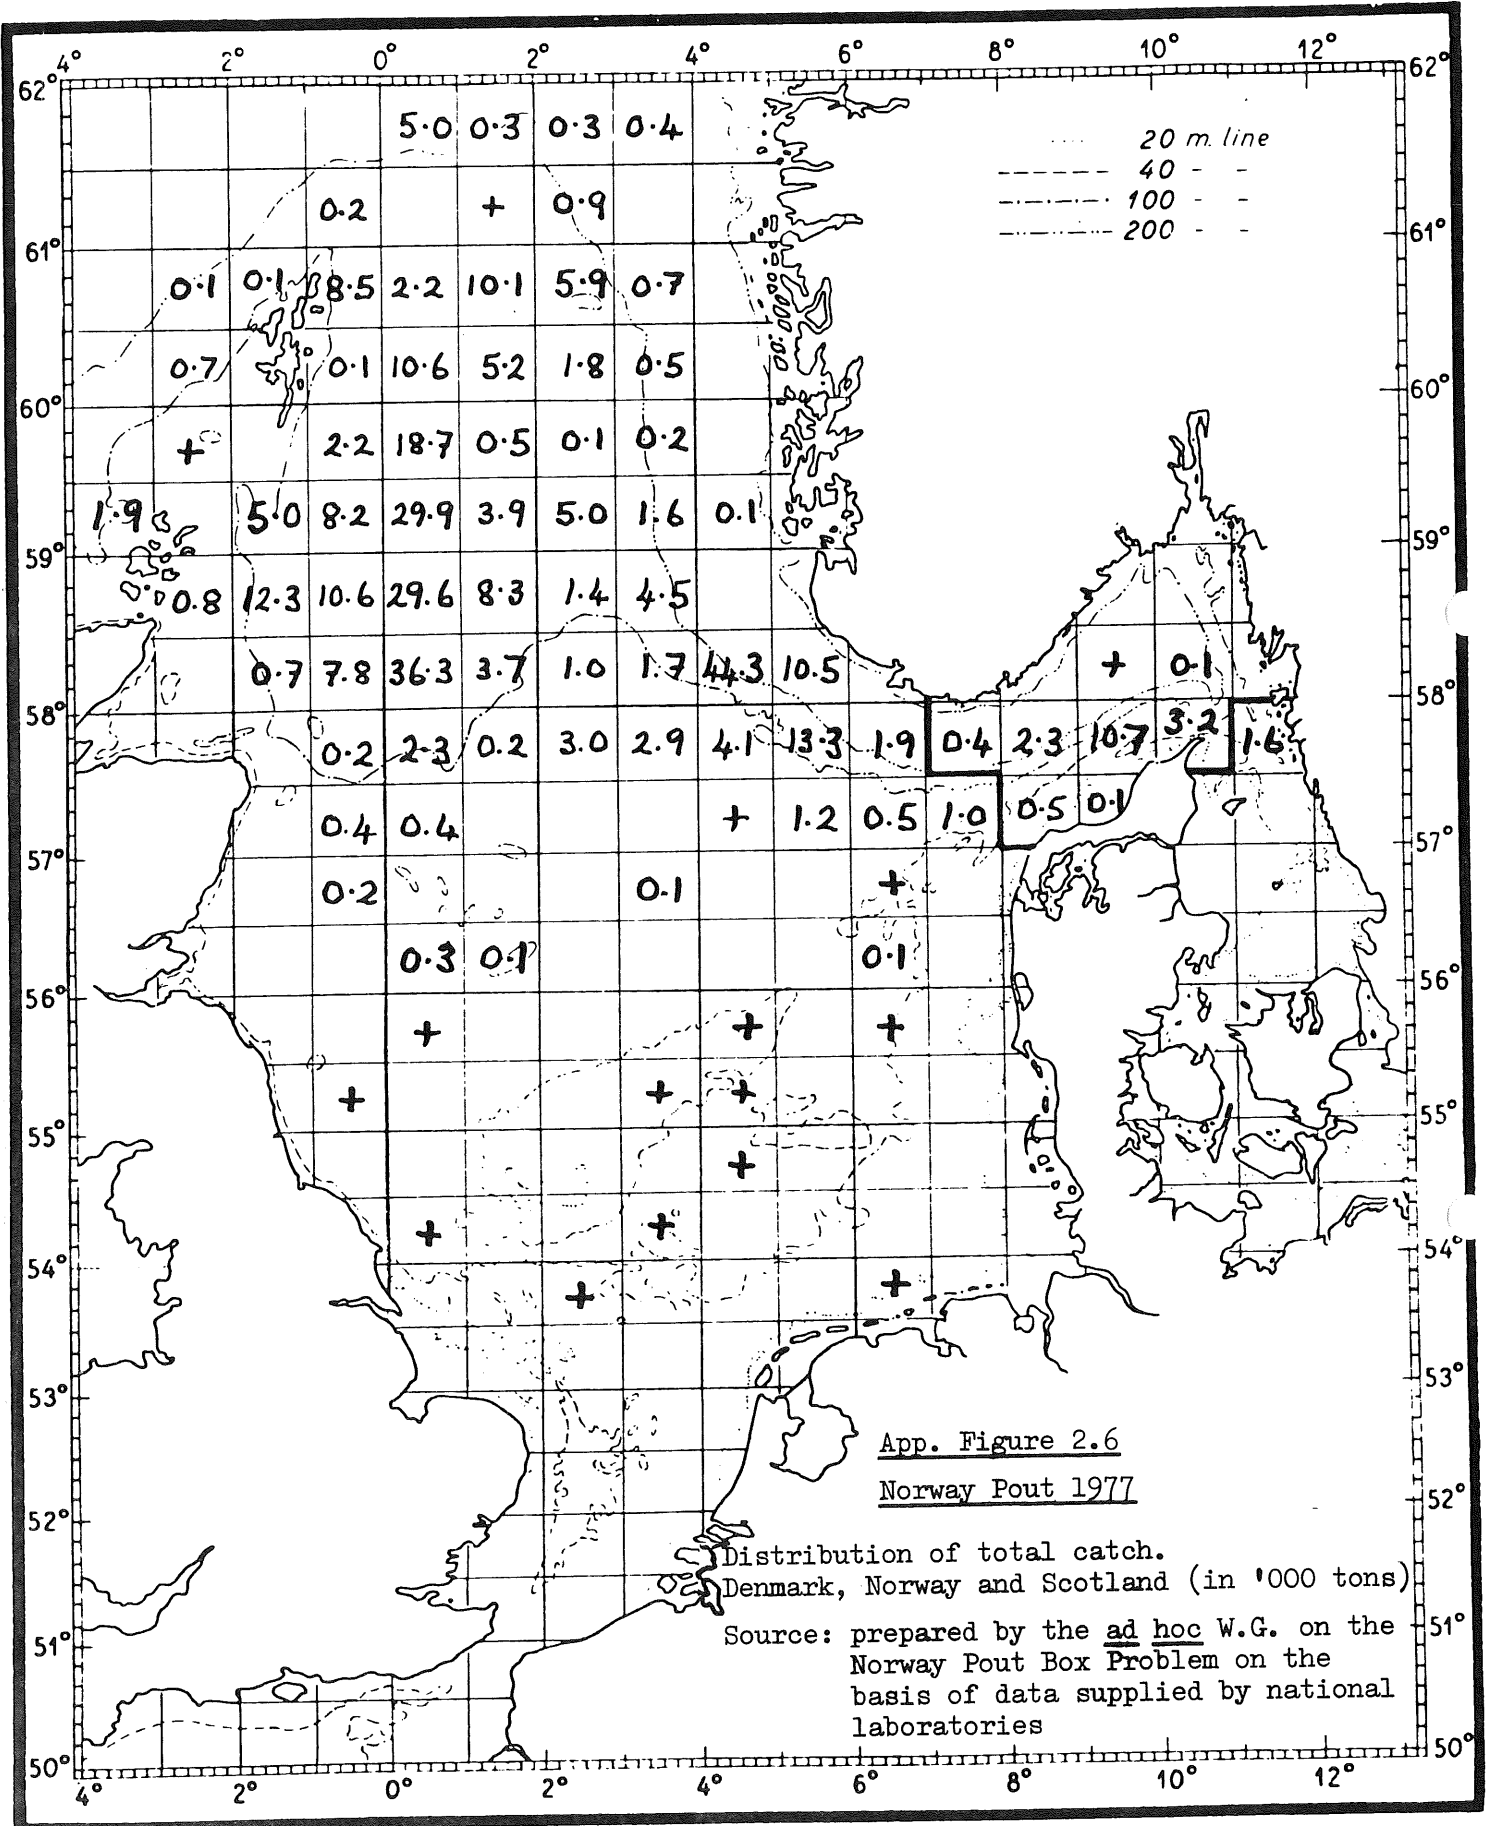 4° 2° 0° 2° 4° 6° 8° 10° 12°
62° 62°
5.0 0.3 0.3 0.4
20 m. line
40 - -
100 - -
200 - -
0.2 + 0.9
61° 61°
0.1 0.1 8.5 2.2 10.1 5.9 0.7
0.7 0.1 10.6 5.2 1.8 0.5
60° 60°
+ 2.2 18.7 0.5 0.1 0.2
1.9 5.0 8.2 29.9 3.9 5.0 1.6 0.1
59° 59°
0.8 12.3 10.6 29.6 8.3 1.4 4.5
0.7 7.8 36.3 3.7 1.0 1.7 44.3 10.5 + 0.1
58° 58°
0.2 2.3 0.2 3.0 2.9 4.1 13.3 1.9 0.4 2.3 10.7 3.2 1.6
0.4 0.4 + 1.2 0.5 1.0 0.5 0.1
57° 57°
0.2 0.1 +
0.3 0.1 0.1
56° 56°
+ + +
+ + +
55° 55°
+
+ +
54° 54°
+ +
53° 53°
App. Figure 2.6
Norway Pout 1977
52° 52°
Distribution of total catch.
Denmark, Norway and Scotland (in '000 tons)
51° 51°
Source: prepared by the ad hoc W.G. on the
Norway Pout Box Problem on the
basis of data supplied by national
laboratories
50° 50°
4° 2° 0° 2° 4° 6° 8° 10° 12°